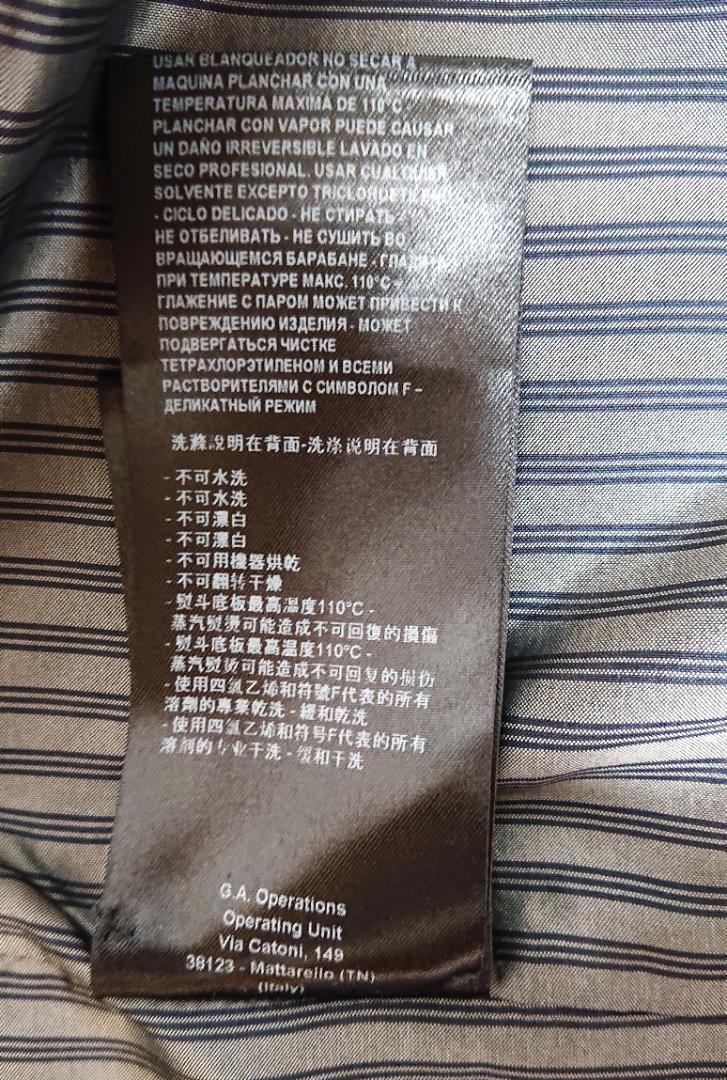 USAR BLANQUEADOR NO SECAR A
MAQUINA PLANCHAR CON UNA
TEMPERATURA MAXIMA DE 110°C -
PLANCHAR CON VAPOR PUEDE CAUSAR
UN DAÑO IRREVERSIBLE LAVADO EN
SECO PROFESIONAL. USAR CUALQUIER
SOLVENTE EXCEPTO
- CICLO DELICADO - НЕ СТИРАТЬ -
НЕ ОТБЕЛИВАТЬ - НЕ СУШИТЬ ВО
ВРАЩАЮЩЕМСЯ БАРАБАНЕ -
ПРИ ТЕМПЕРАТУРЕ МАКС. 110°C -
ГЛАЖЕНИЕ С ПАРОМ МОЖЕТ ПРИВЕСТИ К
ПОВРЕЖДЕНИЮ ИЗДЕЛИЯ - МОЖЕТ
ПОДВЕРГАТЬСЯ ЧИСТКЕ
ТЕТРАХЛОРЭТИЛЕНОМ И ВСЕМИ
РАСТВОРИТЕЛЯМИ С СИМВОЛОМ F –
ДЕЛИКАТНЫЙ РЕЖИМ
洗滌說明在背面-洗涤说明在背面
- 不可水洗
- 不可水洗
- 不可漂白
- 不可漂白
- 不可用機器烘乾
- 不可翻转干燥
- 熨斗底板最高溫度110°C -
蒸汽熨燙可能造成不可回復的損傷
- 熨斗底板最高温度110°C -
蒸汽熨烫可能造成不可回复的损伤
- 使用四氯乙烯和符號F代表的所有
溶劑的專業乾洗 - 緩和乾洗
- 使用四氯乙烯和符号F代表的所有
溶剂的专业干洗 - 缓和干洗
G.A. Operations
Operating Unit
Via Catoni, 149
38123 - Mattarello (TN)
(Italy)